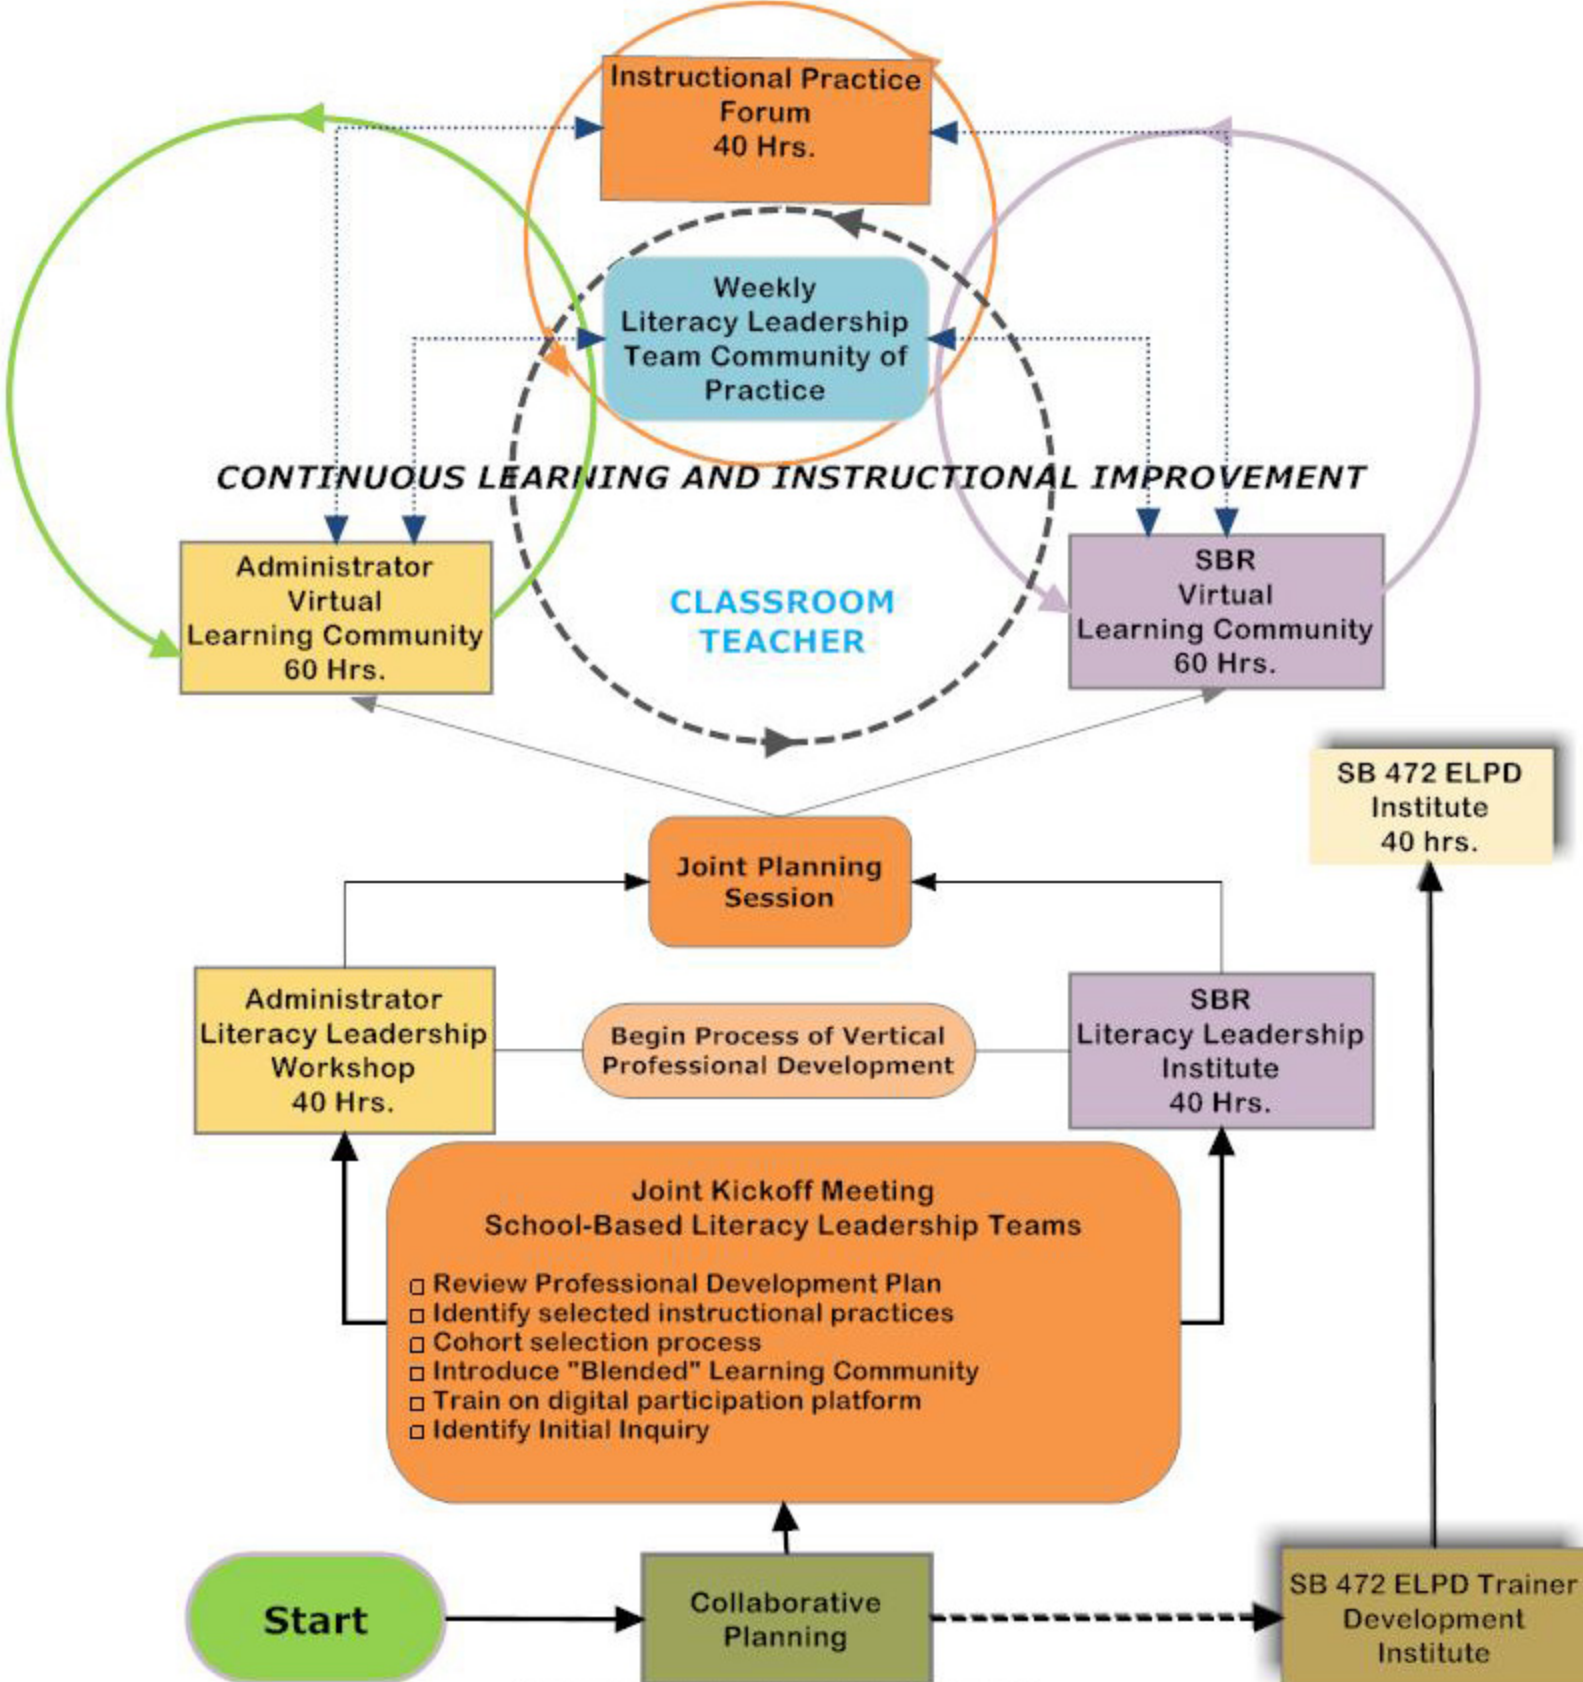 Instructional Practice
Forum
40 Hrs.
Weekly
Literacy Leadership
Team Community of
Practice
CONTINUOUS LEARNING AND INSTRUCTIONAL IMPROVEMENT
Administrator
Virtual
Learning Community
60 Hrs.
CLASSROOM
TEACHER
SBR
Virtual
Learning Community
60 Hrs.
SB 472 ELPD
Institute
40 hrs.
Joint Planning
Session
Administrator
Literacy Leadership
Workshop
40 Hrs.
Begin Process of Vertical
Professional Development
SBR
Literacy Leadership
Institute
40 Hrs.
Joint Kickoff Meeting
School-Based Literacy Leadership Teams
□ Review Professional Development Plan
□ Identify selected instructional practices
□ Cohort selection process
□ Introduce "Blended" Learning Community
□ Train on digital participation platform
□ Identify Initial Inquiry
Start
Collaborative
Planning
SB 472 ELPD Trainer
Development
Institute